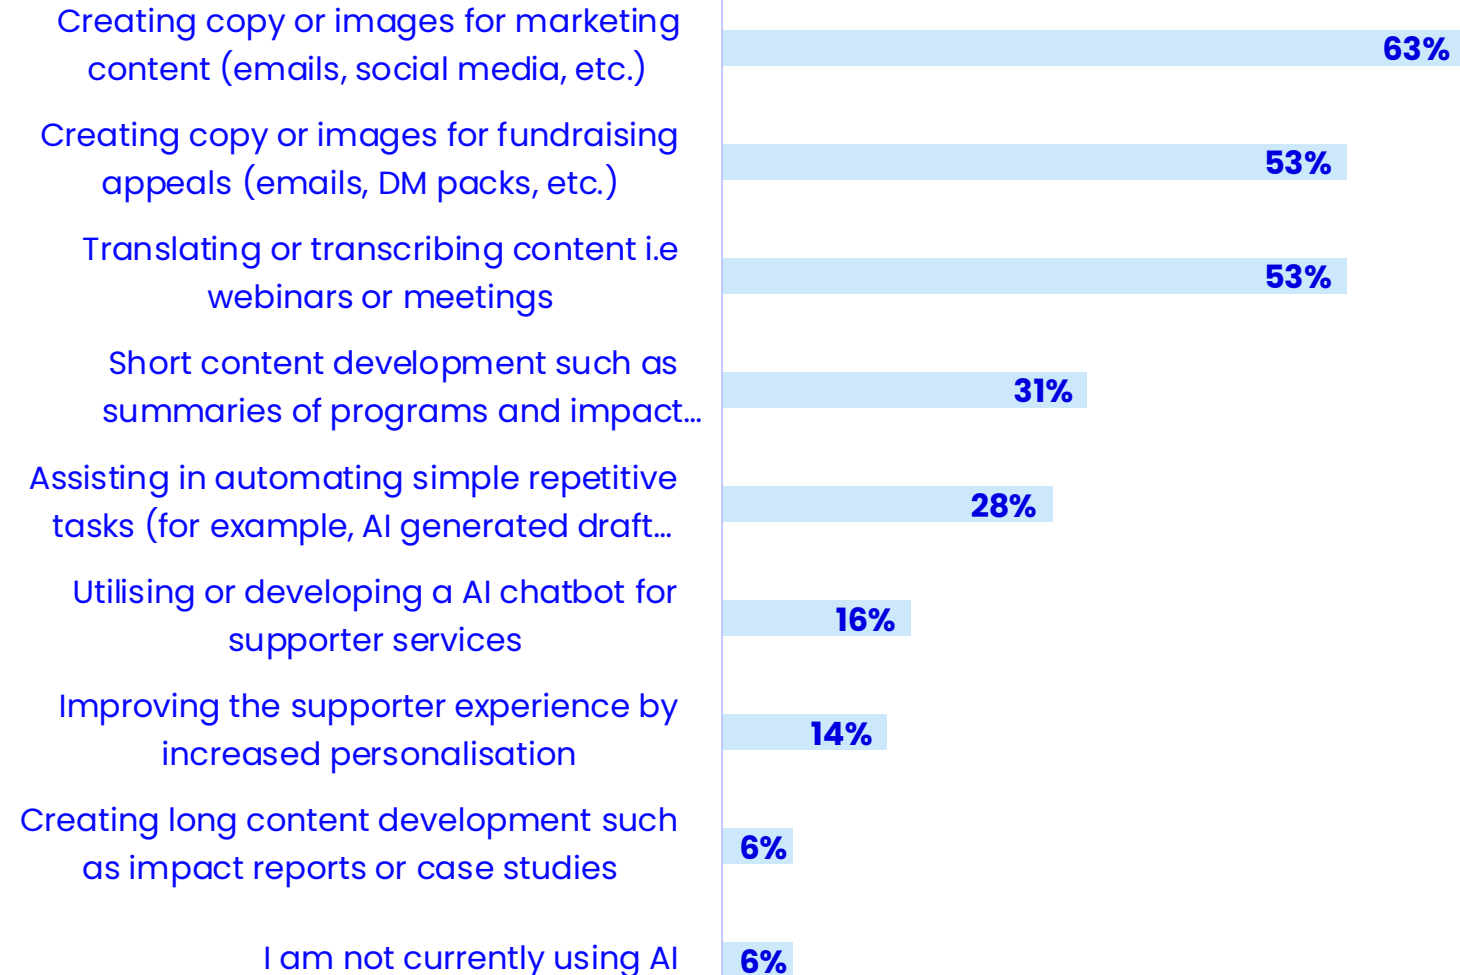 Creating copy or images for marketing
content (emails, social media, etc.)
63%
Creating copy or images for fundraising
appeals (emails, DM packs, etc.)
53%
Translating or transcribing content i.e
webinars or meetings
53%
Short content development such as
summaries of programs and impact...
31%
Assisting in automating simple repetitive
tasks (for example, AI generated draft...
28%
Utilising or developing a AI chatbot for
supporter services
16%
Improving the supporter experience by
increased personalisation
14%
Creating long content development such
as impact reports or case studies
6%
I am not currently using AI
6%